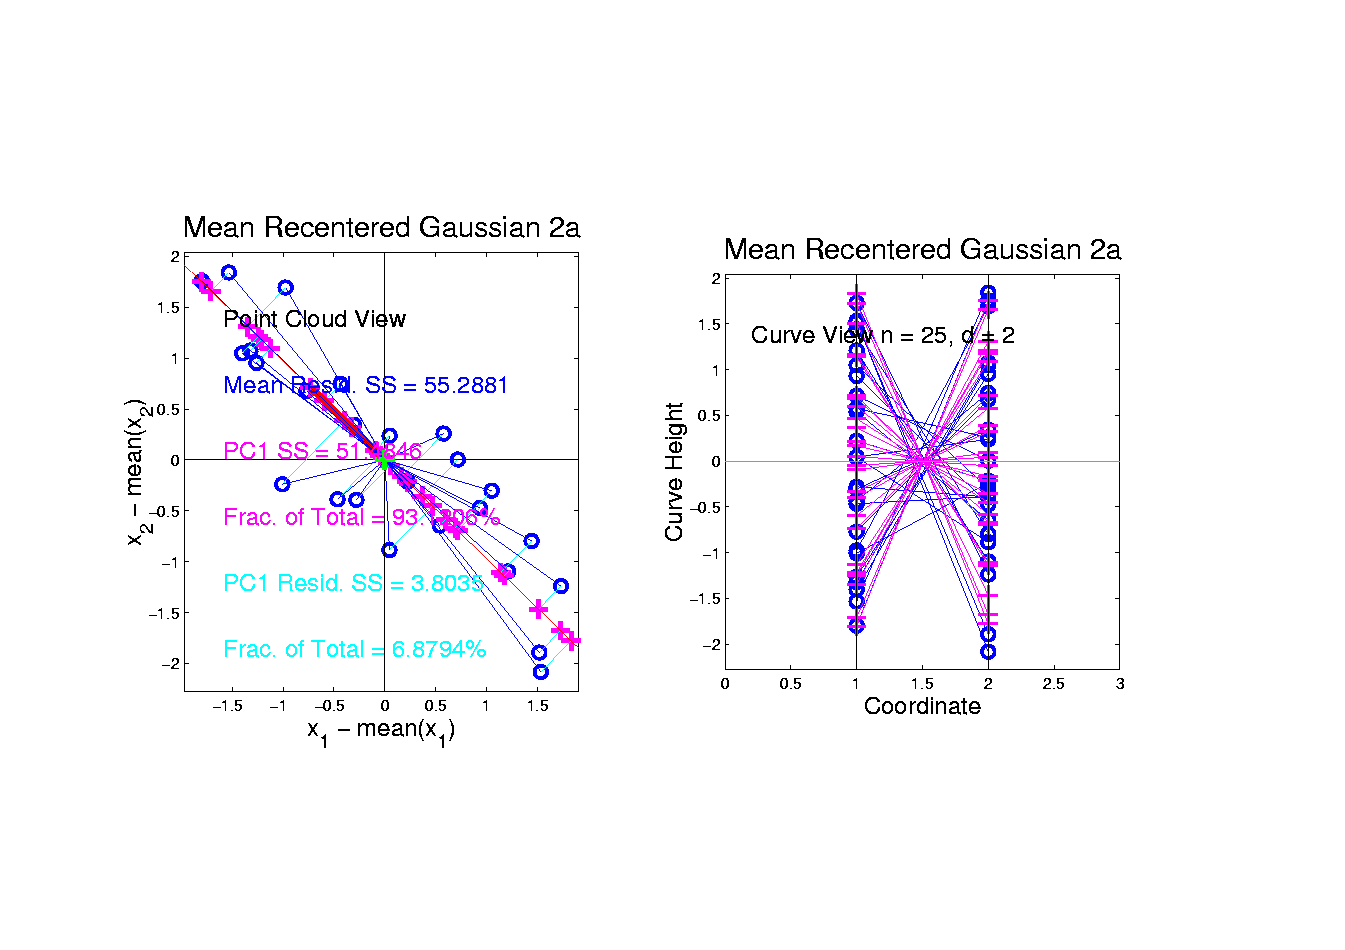 Mean Recentered Gaussian 2a
2
1.5
1
0.5
0
−0.5
−1
−1.5
−2
x2 − mean(x2)
Point Cloud View
Mean Resid. SS = 55.2881
PC1 SS = 51.4846
Frac. of Total = 93.1206%
PC1 Resid. SS = 3.8035
Frac. of Total = 6.8794%
−1.5 −1 −0.5 0 0.5 1 1.5
x1 − mean(x1)
Mean Recentered Gaussian 2a
2
1.5
1
0.5
0
−0.5
−1
−1.5
−2
Curve Height
Curve View n = 25, d = 2
0 0.5 1 1.5 2 2.5 3
Coordinate